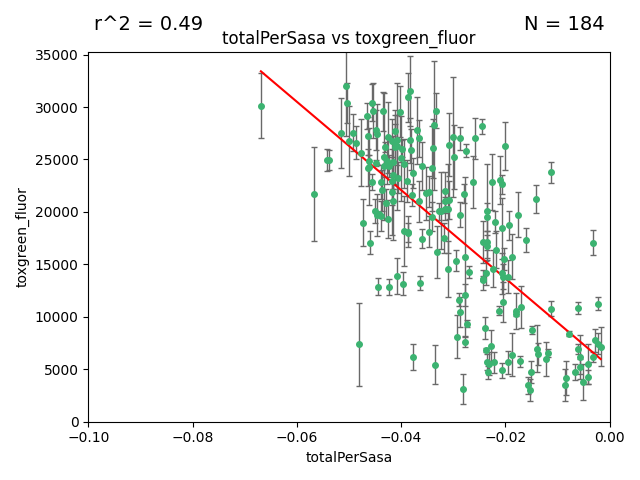 r^2 = 0.49
N = 184
totalPerSasa vs toxgreen_fluor
35000
30000
25000
20000
15000
10000
5000
0
toxgreen_fluor
−0.10
−0.08
−0.06
−0.04
−0.02
0.00
totalPerSasa